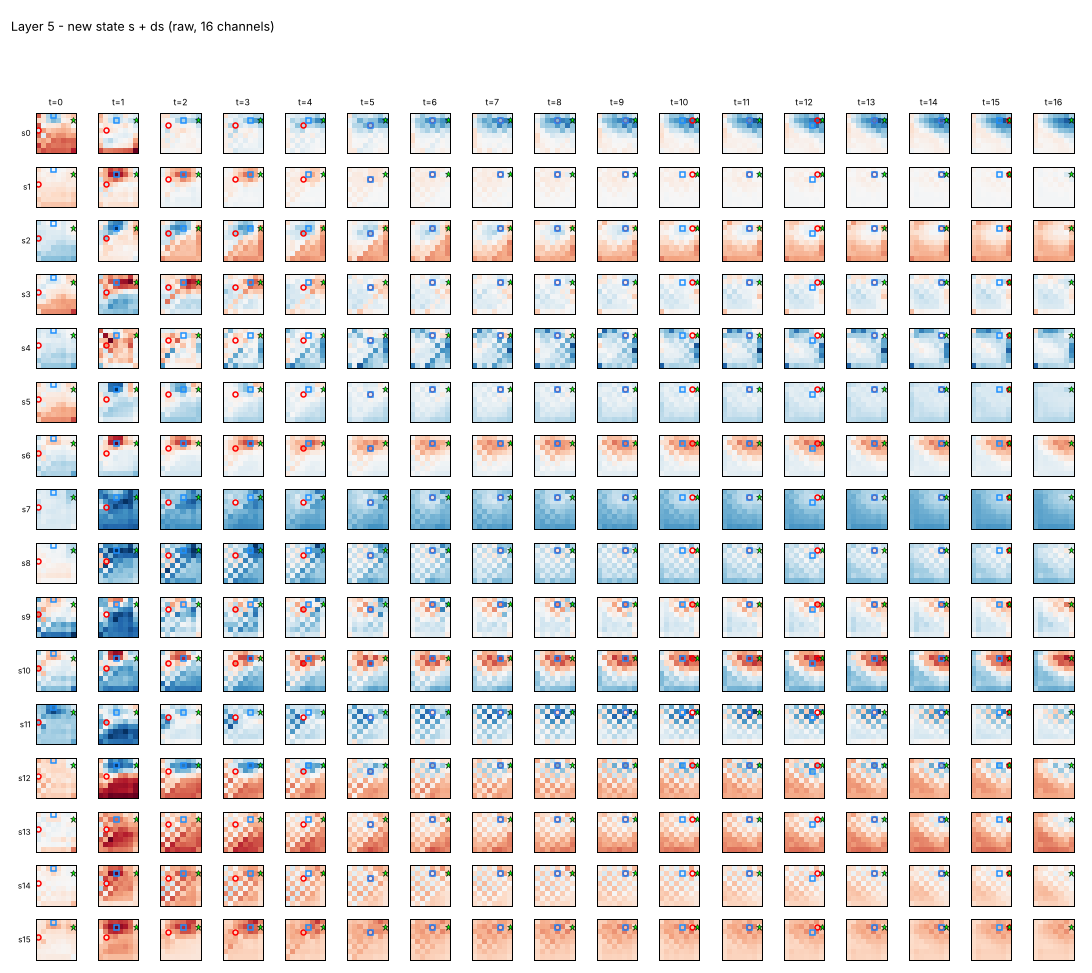 Layer 5 - new state s + ds (raw, 16 channels)
t=0 t=1 t=2 t=3 t=4 t=5 t=6 t=7 t=8 t=9 t=10 t=11 t=12 t=13 t=14 t=15 t=16
s0
s1
s2
s3
s4
s5
s6
s7
s8
s9
s10
s11
s12
s13
s14
s15